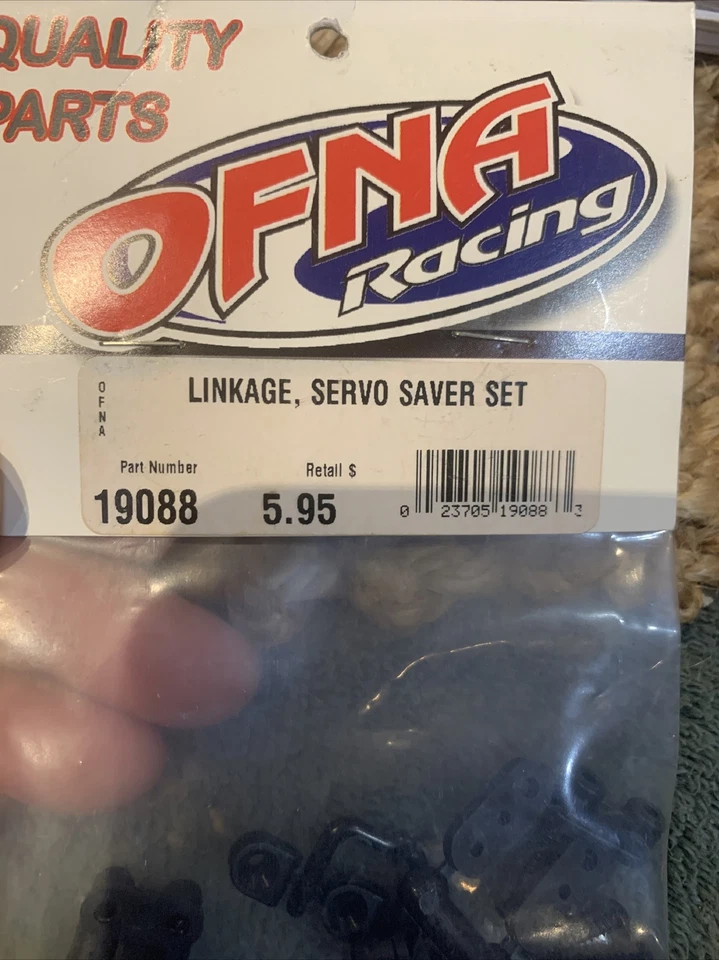 QUALITY
PARTS
OFNA
Racing
OFNA
LINKAGE, SERVO SAVER SET
Part Number
Retail $
19088
5.95
0 23705 19088 3